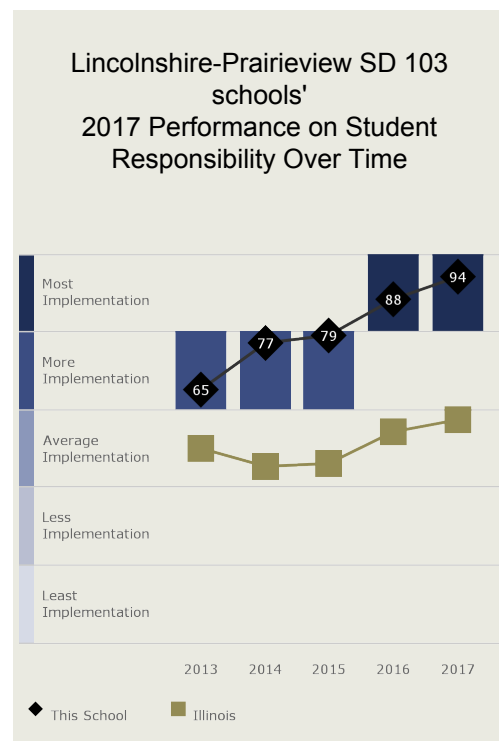 Lincolnshire-Prairieview SD 103
schools'
2017 Performance on Student
Responsibility Over Time
Most
Implementation
94
88
More
Implementation
79
77
65
Average
Implementation
Less
Implementation
Least
Implementation
2013 2014 2015 2016 2017
This School Illinois